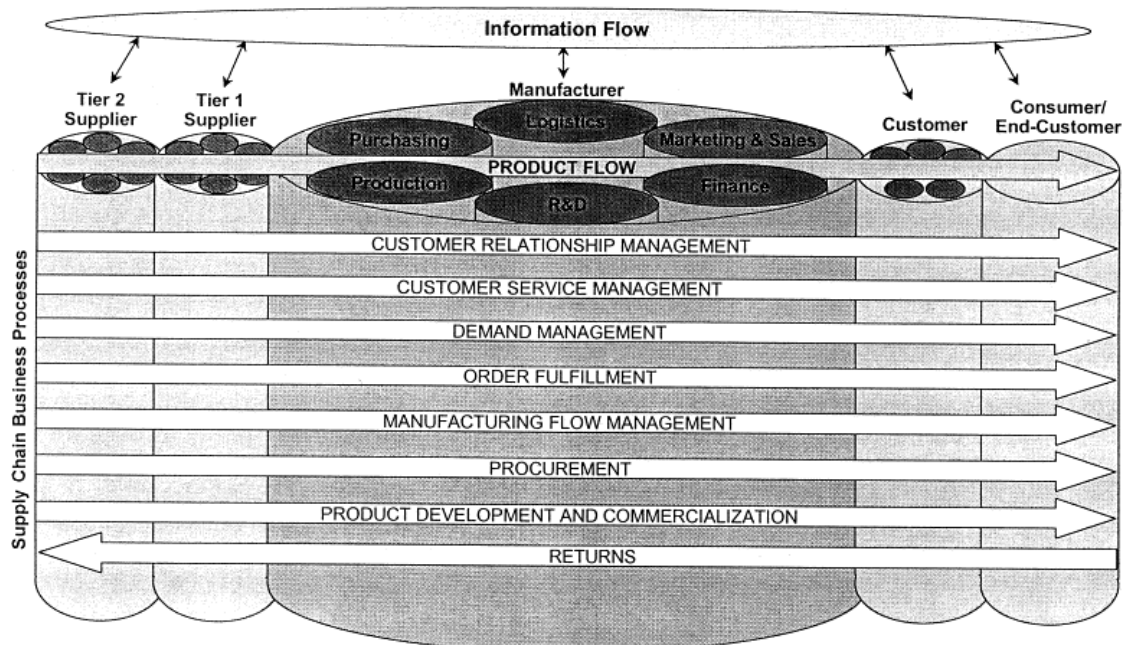 Information Flow
Tier 2
Supplier
Tier 1
Supplier
Manufacturer
Customer
Consumer/
End-Customer
Purchasing
Logistics
Marketing & Sales
PRODUCT FLOW
Production
R&D
Finance
Supply Chain Business Processes
CUSTOMER RELATIONSHIP MANAGEMENT
CUSTOMER SERVICE MANAGEMENT
DEMAND MANAGEMENT
ORDER FULFILLMENT
MANUFACTURING FLOW MANAGEMENT
PROCUREMENT
PRODUCT DEVELOPMENT AND COMMERCIALIZATION
RETURNS